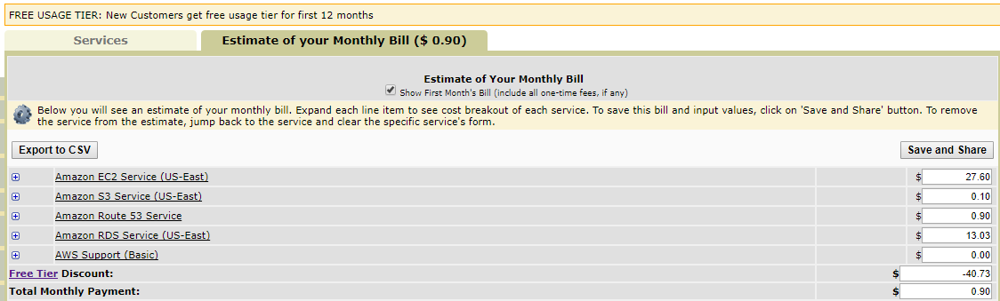 FREE USAGE TIER: New Customers get free usage tier for first 12 months
Services
Estimate of your Monthly Bill ($ 0.90)
Estimate of Your Monthly Bill
Show First Month's Bill (include all one-time fees, if any)
Below you will see an estimate of your monthly bill. Expand each line item to see cost breakout of each service. To save this bill and input values, click on 'Save and Share' button. To remove
the service from the estimate, jump back to the service and clear the specific service's form.
Export to CSV
Save and Share
Amazon EC2 Service (US-East) $ 27.60
Amazon S3 Service (US-East) $ 0.10
Amazon Route 53 Service $ 0.90
Amazon RDS Service (US-East) $ 13.03
AWS Support (Basic) $ 0.00
Free Tier Discount: $ -40.73
Total Monthly Payment: $ 0.90